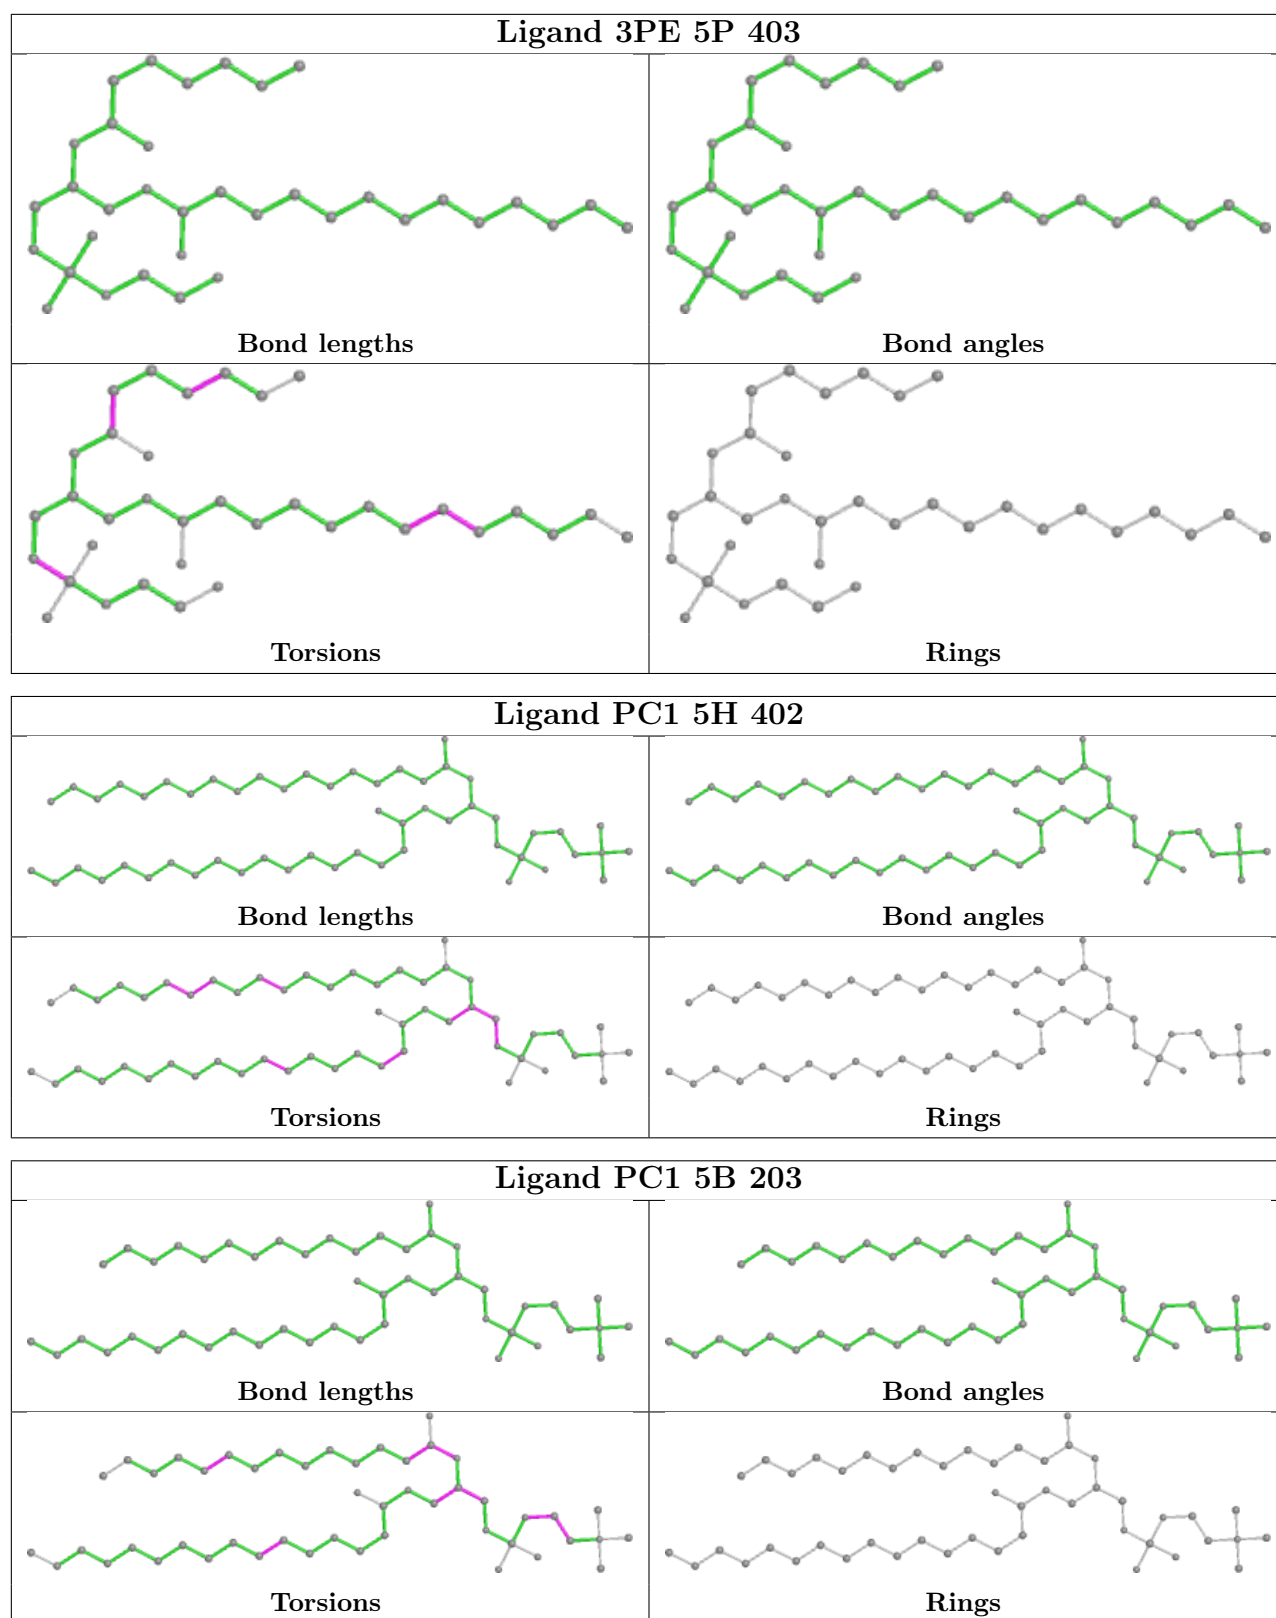 Ligand 3PE 5P 403
Bond lengths
Bond angles
Torsions
Rings
Ligand PC1 5H 402
Bond lengths
Bond angles
Torsions
Rings
Ligand PC1 5B 203
Bond lengths
Bond angles
Torsions
Rings